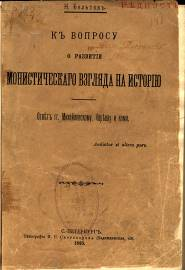 РѢДНОСТЬ
Н. Бельтовъ.
КЪ ВОПРОСУ
О РАЗВИТІИ
МОНИСТИЧЕСКАГО ВЗГЛЯДА НА ИСТОРІЮ
Отвѣтъ гг. Михайловскому, Карѣеву и комп.
Audiatur et altera pars.
С.-ПЕТЕРБУРГЪ.
1895.